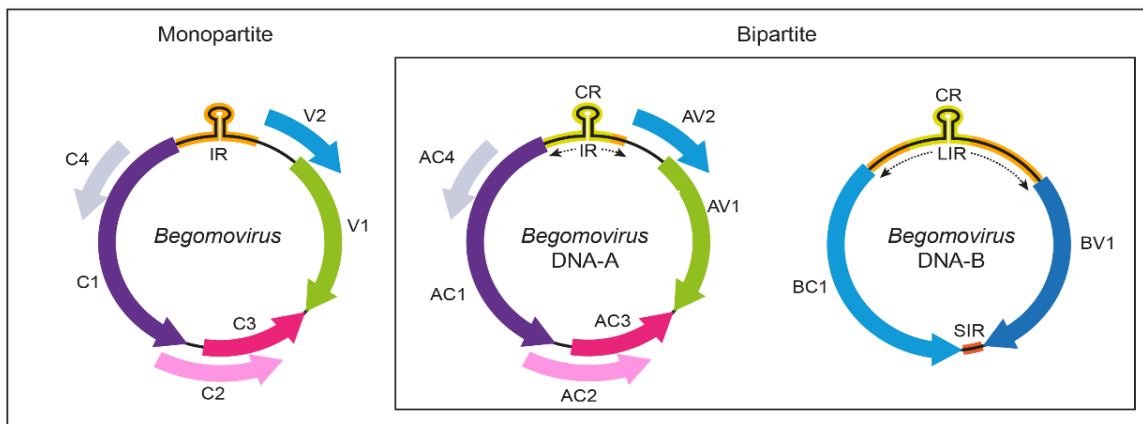 Monopartite
Bipartite
V2
IR
C4
V1
Begomovirus
C1
C3
C2
CR
AV2
IR
AC4
AV1
Begomovirus
DNA-A
AC1
AC3
AC2
CR
LIR
Begomovirus
DNA-B
BV1
BC1
SIR